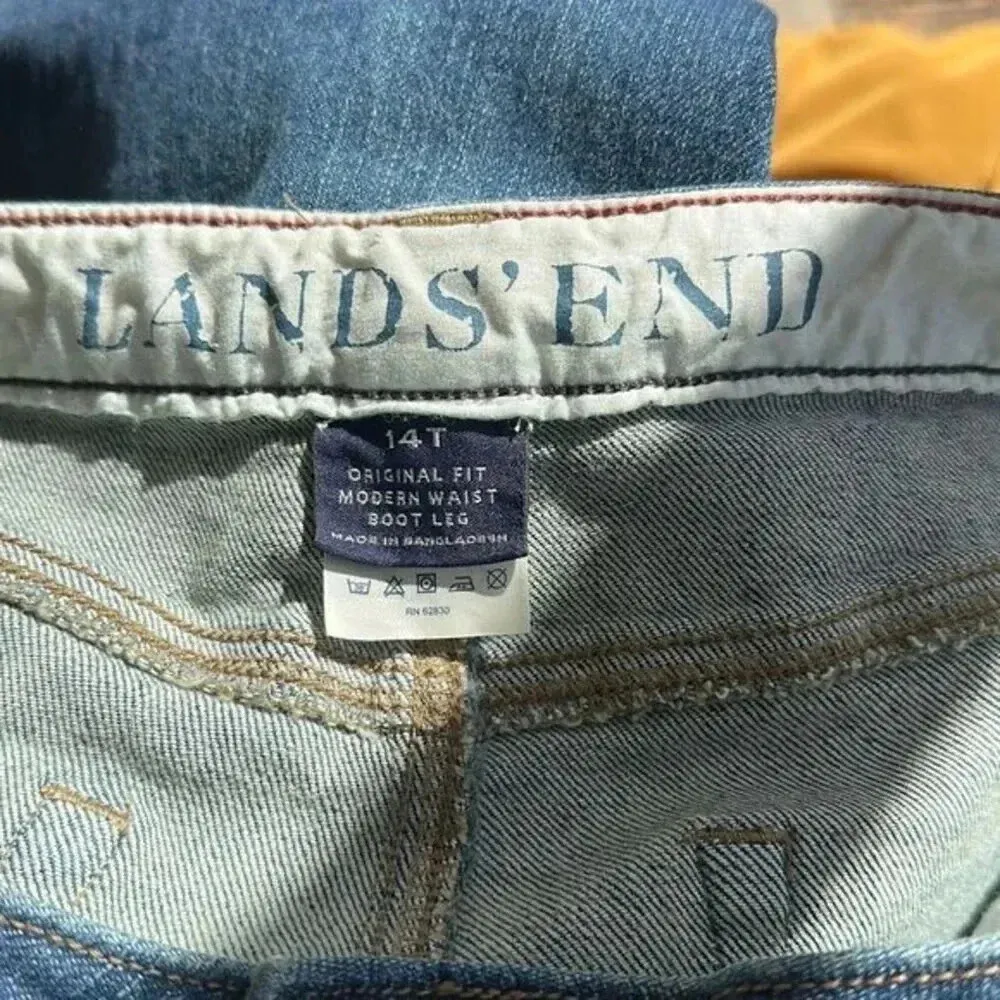 LANDS' END
14T
ORIGINAL FIT
MODERN WAIST
BOOT LEG
MADE IN BANGLADESH
RN 62830